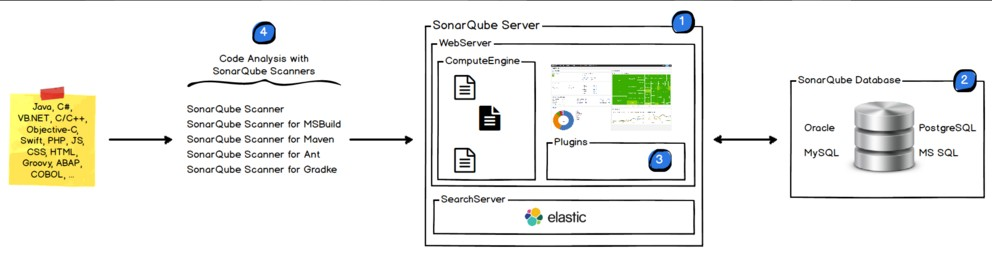 Java, C#,
VB.NET, C/C++,
Objective-C,
Swift, PHP, JS,
CSS, HTML,
Groovy, ABAP,
COBOL, ...
4
Code Analysis with
SonarQube Scanners
SonarQube Scanner
SonarQube Scanner for MSBuild
SonarQube Scanner for Maven
SonarQube Scanner for Ant
SonarQube Scanner for Gradke
1
SonarQube Server
WebServer
ComputeEngine
Plugins
3
SearchServer
elastic
2
SonarQube Database
Oracle
PostgreSQL
MySQL
MS SQL